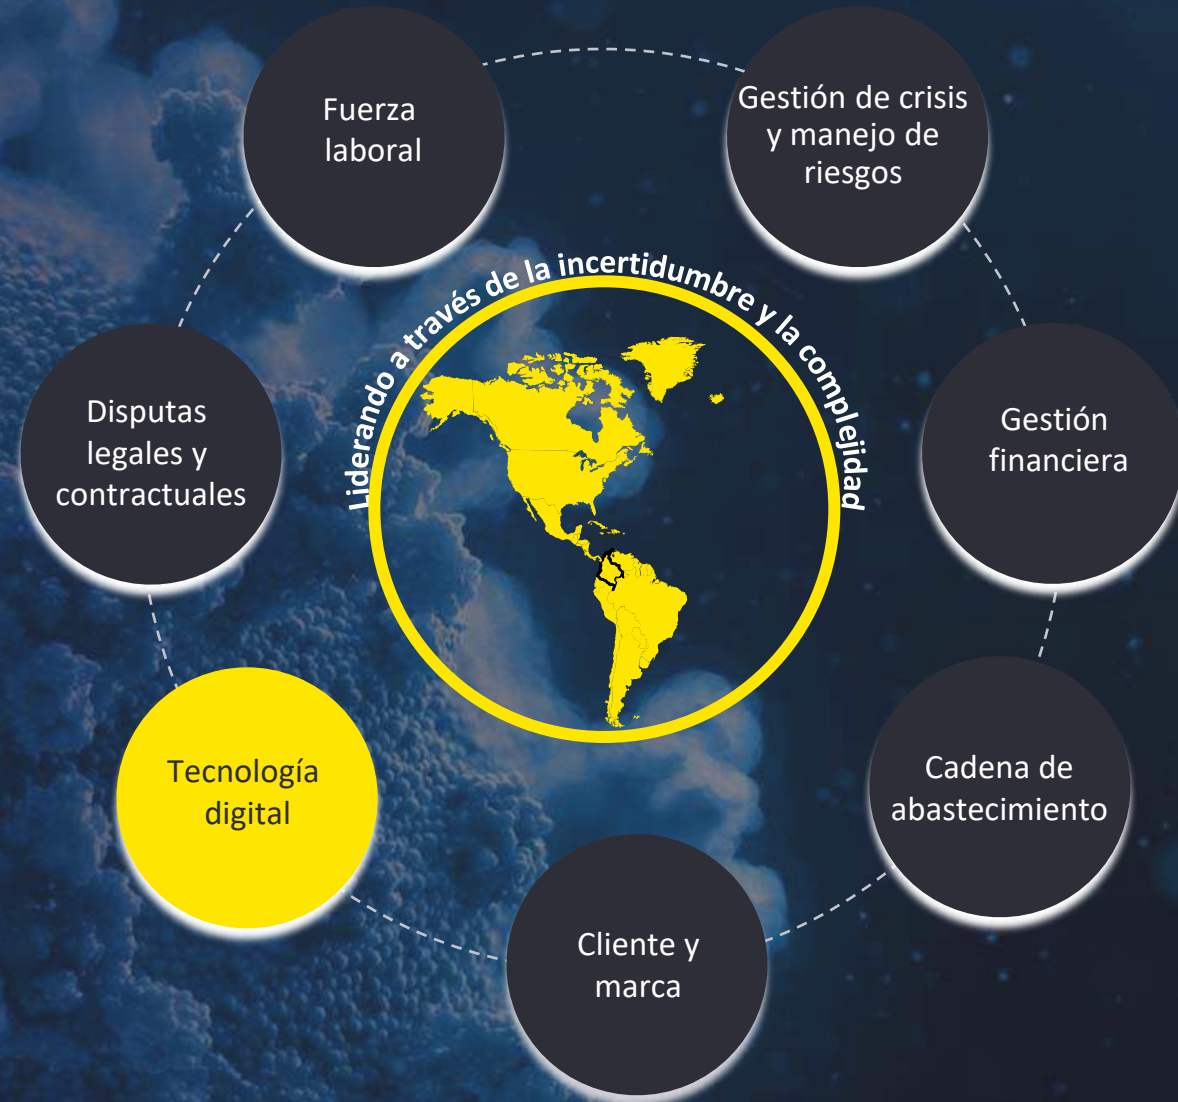 Fuerza
laboral
Gestión de crisis
y manejo de
riesgos
Liderando a través de la incertidumbre y la complejidad
Disputas
legales y
contractuales
Gestión
financiera
Tecnología
digital
Cadena de
abastecimiento
Cliente y
marca